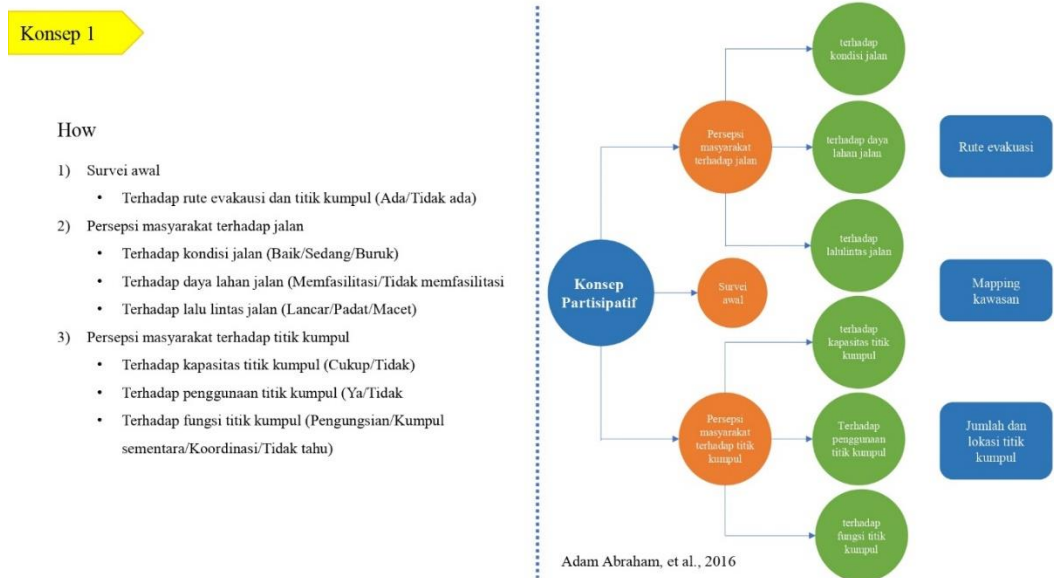 Konsep 1
How
1) Survei awal
• Terhadap rute evakausi dan titik kumpul (Ada/Tidak ada)
2) Persepsi masyarakat terhadap jalan
• Terhadap kondisi jalan (Baik/Sedang/Buruk)
• Terhadap daya lahan jalan (Memfasilitasi/Tidak memfasilitasi
• Terhadap lalu lintas jalan (Lancar/Padat/Macet)
3) Persepsi masyarakat terhadap titik kumpul
• Terhadap kapasitas titik kumpul (Cukup/Tidak)
• Terhadap penggunaan titik kumpul (Ya/Tidak
• Terhadap fungsi titik kumpul (Pengungsian/Kumpul
sementara/Koordinasi/Tidak tahu)
Konsep
Partisipatif
Persepsi
masyarakat
terhadap jalan
Survei
awal
Persepsi
masyarakat
terhadap titik
kumpul
terhadap
kondisi jalan
terhadap daya
lahan jalan
terhadap
lalulintas jalan
terhadap
kapasitas titik
kumpul
Terhadap
penggunaan
titik kumpul
terhadap
fungsi titik
kumpul
Rute evakuasi
Mapping
kawasan
Jumlah dan
lokasi titik
kumpul
Adam Abraham, et al., 2016